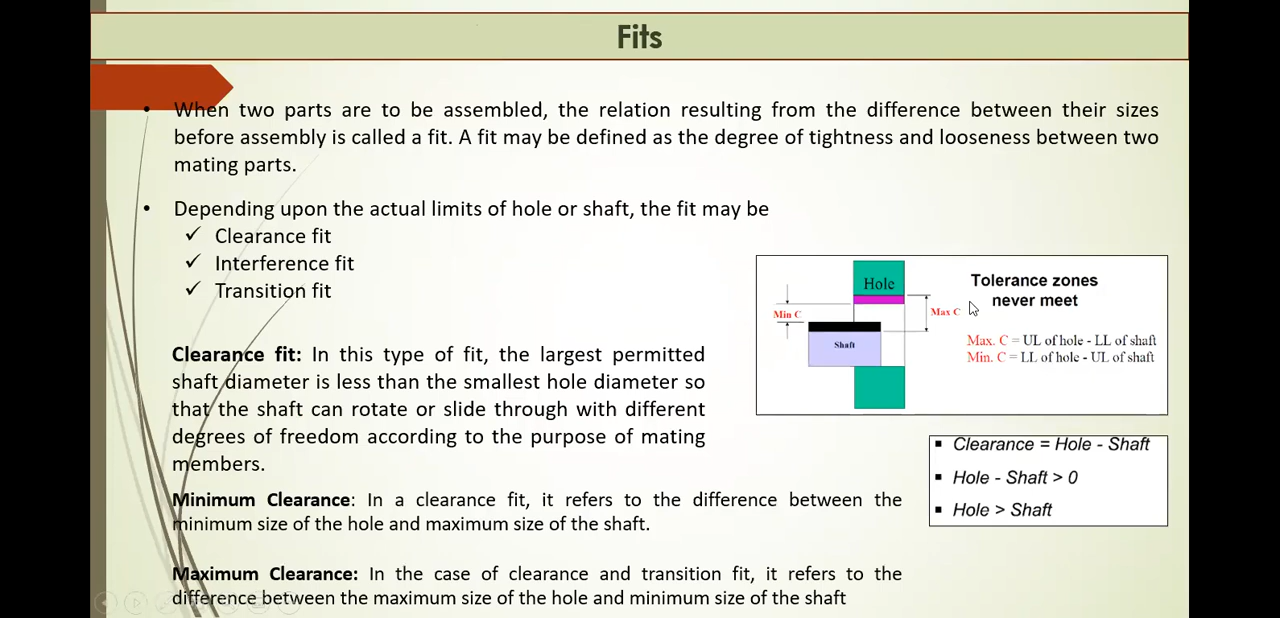 Fits
• When two parts are to be assembled, the relation resulting from the difference between their sizes
before assembly is called a fit. A fit may be defined as the degree of tightness and looseness between two
mating parts.
• Depending upon the actual limits of hole or shaft, the fit may be
✓ Clearance fit
✓ Interference fit
✓ Transition fit
Clearance fit: In this type of fit, the largest permitted
shaft diameter is less than the smallest hole diameter so
that the shaft can rotate or slide through with different
degrees of freedom according to the purpose of mating
members.
Minimum Clearance: In a clearance fit, it refers to the difference between the
minimum size of the hole and maximum size of the shaft.
Maximum Clearance: In the case of clearance and transition fit, it refers to the
difference between the maximum size of the hole and minimum size of the shaft
Hole
Min C
Max C
Shaft
Tolerance zones
never meet
Max. C = UL of hole - LL of shaft
Min. C = LL of hole - UL of shaft
▪ Clearance = Hole - Shaft
▪ Hole - Shaft > 0
▪ Hole > Shaft